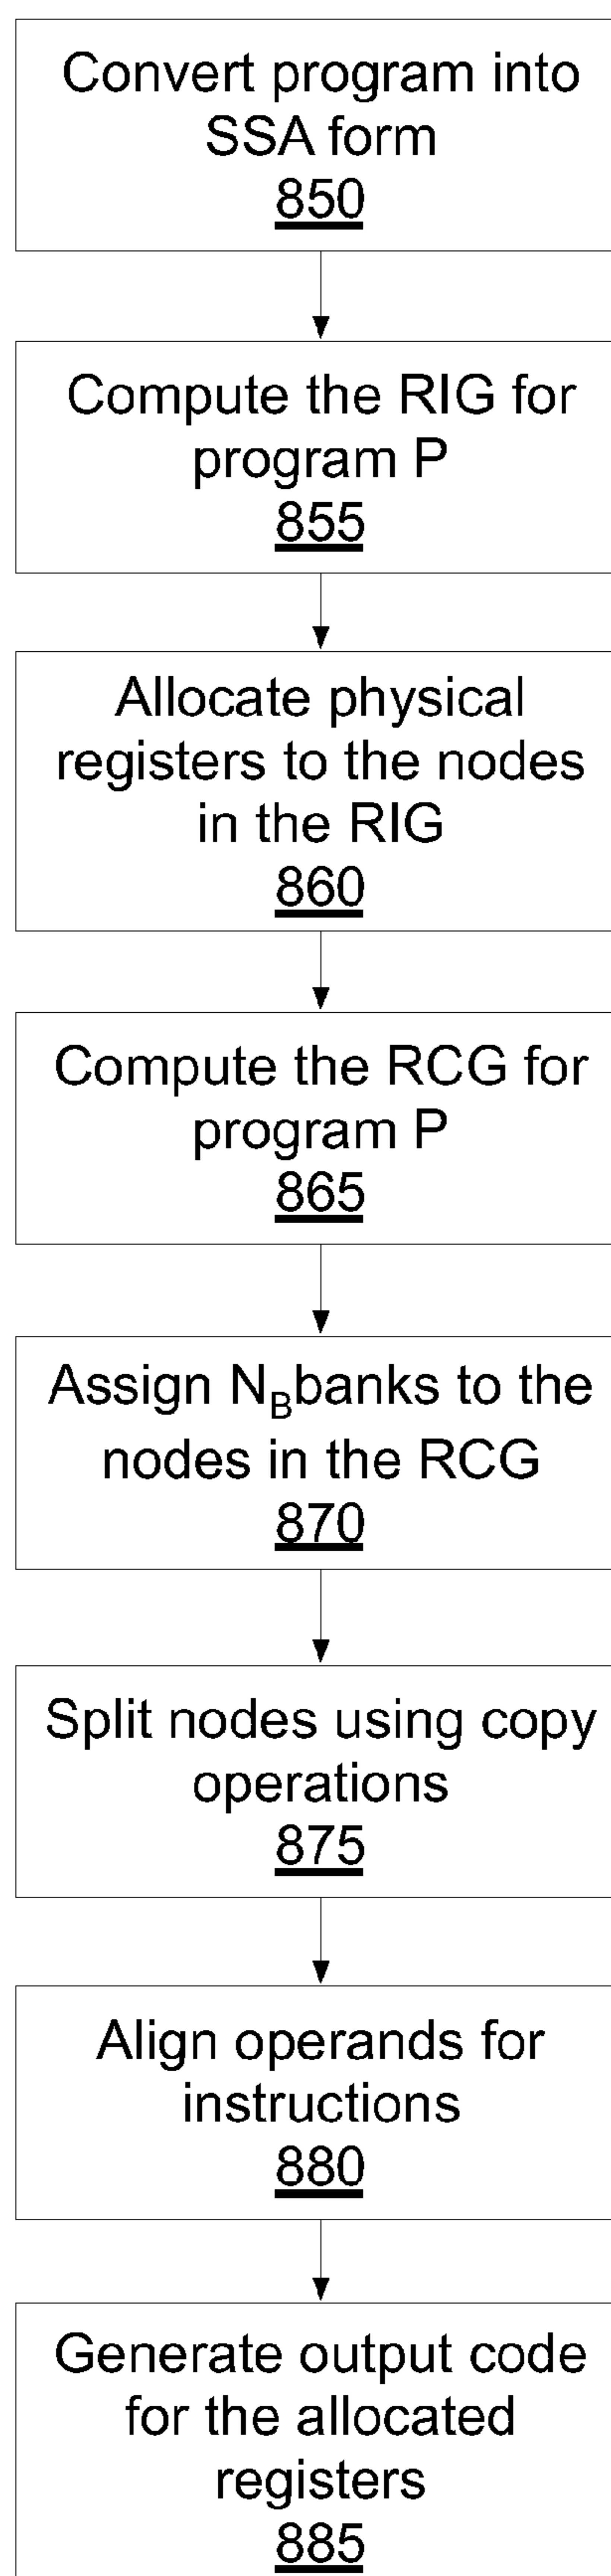 Convert program into
SSA form
850
Compute the RIG for
program P
855
Allocate physical
registers to the nodes
in the RIG
860
Compute the RCG for
program P
865
Assign N_B banks to the
nodes in the RCG
870
Split nodes using copy
operations
875
Align operands for
instructions
880
Generate output code
for the allocated
registers
885